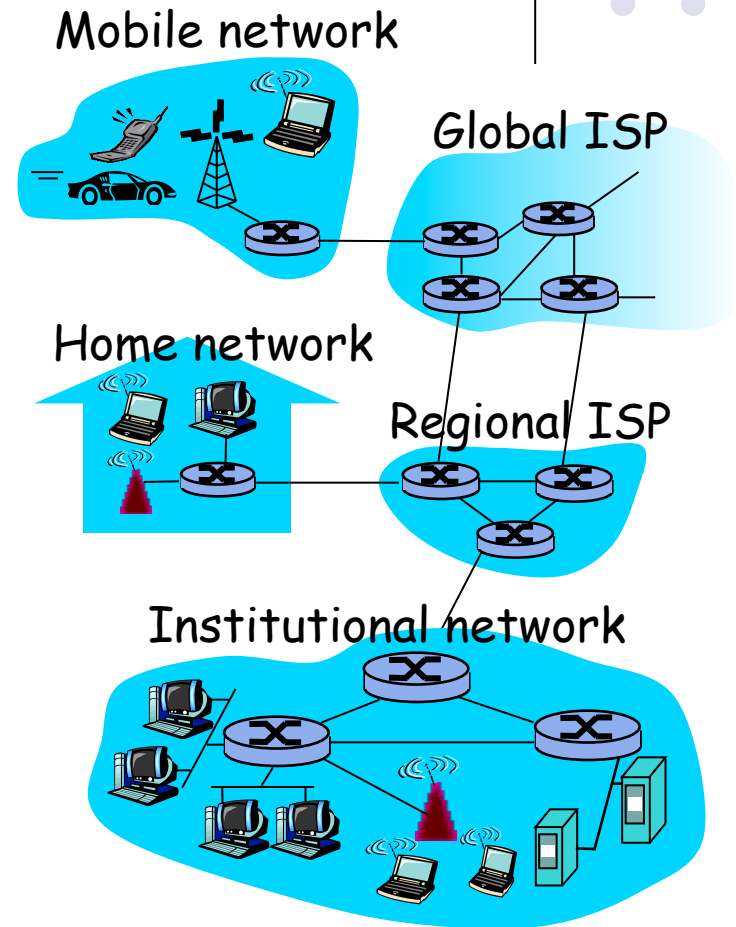 Mobile network
Global ISP
Home network
Regional ISP
Institutional network